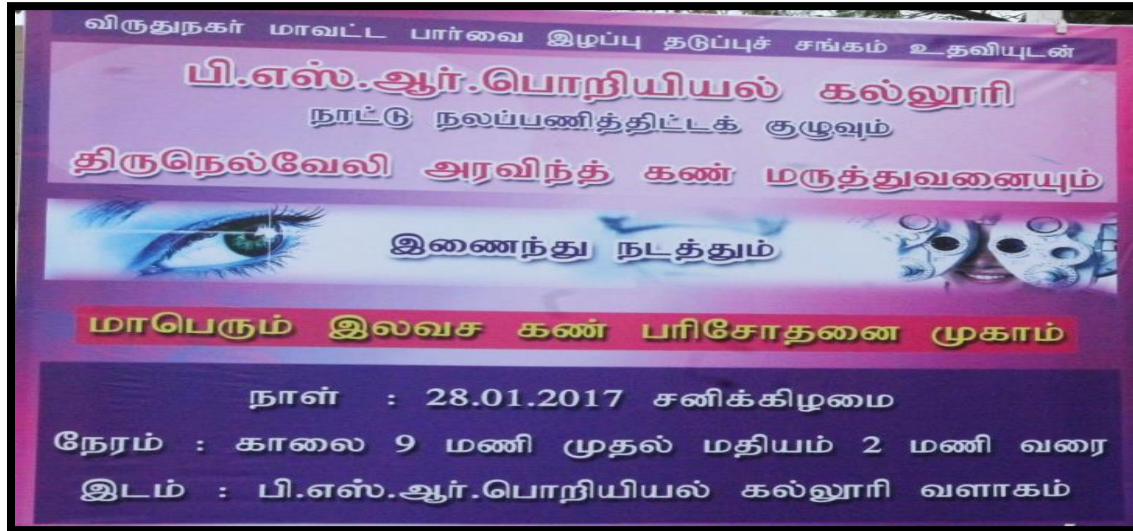 விருதுநகர் மாவட்ட பார்வை இழப்பு தடுப்புச் சங்கம் உதவியுடன்
பி.எஸ்.ஆர்.பொறியியல் கல்லூரி
நாட்டு நலப்பணித்திட்டக் குழுவும்
திருநெல்வேலி அரவிந்த் கண் மருத்துவனையும்
இணைந்து நடத்தும்
மாபெரும் இலவச கண் பரிசோதனை முகாம்
நாள் : 28.01.2017 சனிக்கிழமை
நேரம் : காலை 9 மணி முதல் மதியம் 2 மணி வரை
இடம் : பி.எஸ்.ஆர்.பொறியியல் கல்லூரி வளாகம்